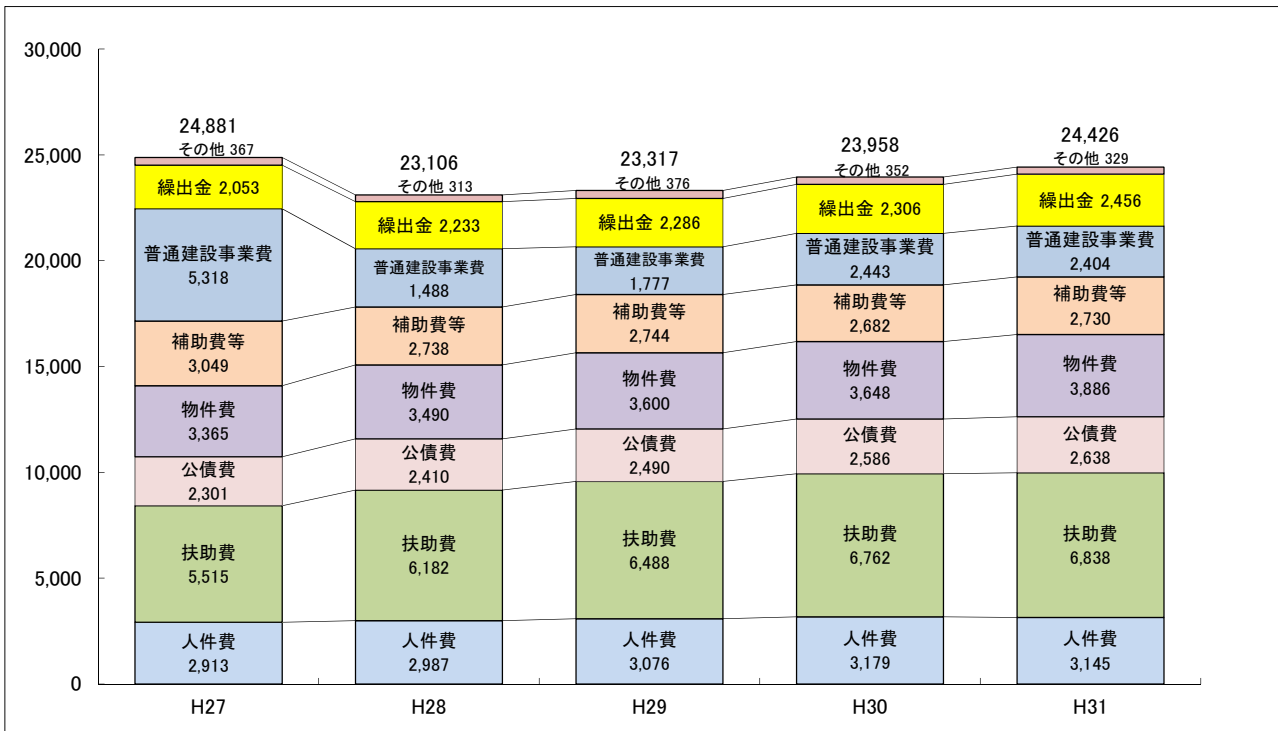 30,000
25,000
20,000
15,000
10,000
5,000
0
24,881
その他 367
繰出金 2,053
普通建設事業費
5,318
補助費等
3,049
物件費
3,365
公債費
2,301
扶助費
5,515
人件費
2,913
H27
23,106
その他 313
繰出金 2,233
普通建設事業費
1,488
補助費等
2,738
物件費
3,490
公債費
2,410
扶助費
6,182
人件費
2,987
H28
23,317
その他 376
繰出金 2,286
普通建設事業費
1,777
補助費等
2,744
物件費
3,600
公債費
2,490
扶助費
6,488
人件費
3,076
H29
23,958
その他 352
繰出金 2,306
普通建設事業費
2,443
補助費等
2,682
物件費
3,648
公債費
2,586
扶助費
6,762
人件費
3,179
H30
24,426
その他 329
繰出金 2,456
普通建設事業費
2,404
補助費等
2,730
物件費
3,886
公債費
2,638
扶助費
6,838
人件費
3,145
H31